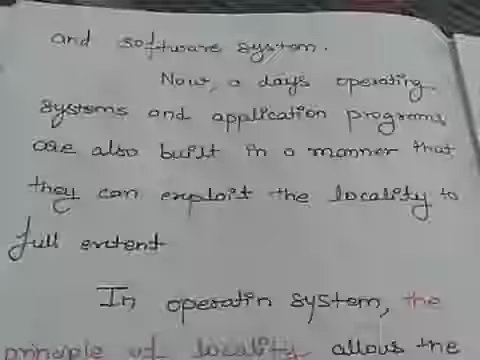 and software system.
Now, a days operating
systems and application programs
are also built in a manner that
they can exploit the locality to
full extent
In operatin system, the
principle of locality allows the